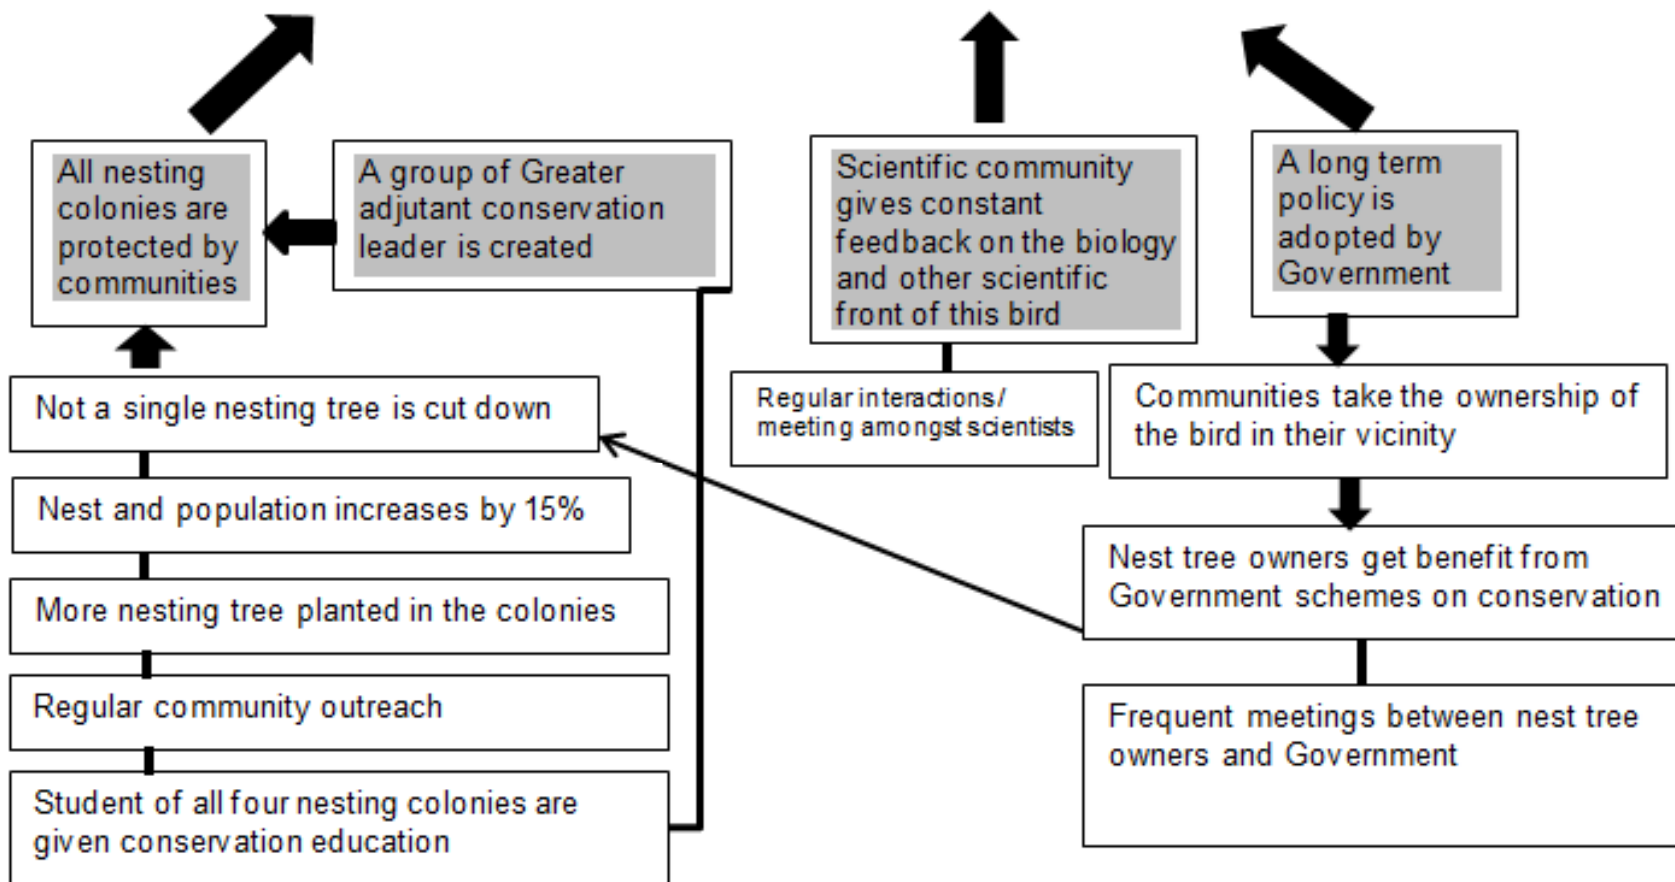 All nesting
colonies are
protected by
communities
A group of Greater
adjutant conservation
leader is created
Scientific community
gives constant
feedback on the biology
and other scientific
front of this bird
A long term
policy is
adopted by
Government
Not a single nesting tree is cut down
Regular interactions/
meeting amongst scientists
Communities take the ownership of
the bird in their vicinity
Nest and population increases by 15%
Nest tree owners get benefit from
Government schemes on conservation
More nesting tree planted in the colonies
Regular community outreach
Frequent meetings between nest tree
owners and Government
Student of all four nesting colonies are
given conservation education